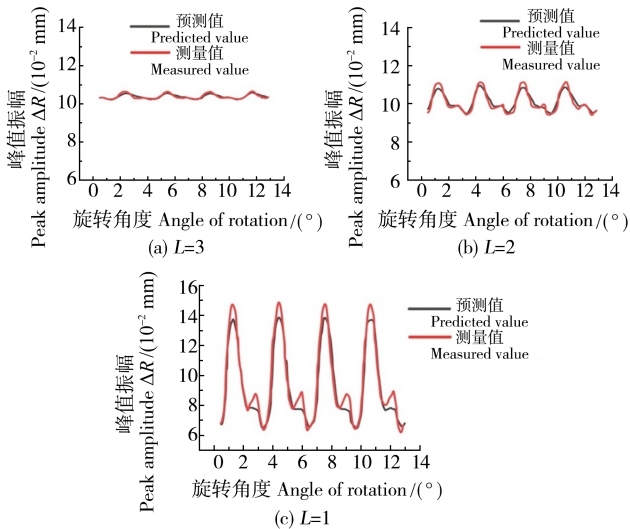 14
12
10
8
6
预测值
Predicted value
测量值
Measured value
峰值振幅
Peak amplitude ΔR/(10⁻² mm)
0 2 4 6 8 10 12 14
旋转角度 Angle of rotation/(°)
(a) L=3
14
12
10
8
6
预测值
Predicted value
测量值
Measured value
峰值振幅
Peak amplitude ΔR/(10⁻² mm)
0 2 4 6 8 10 12 14
旋转角度 Angle of rotation/(°)
(b) L=2
16
14
12
10
8
6
预测值
Predicted value
测量值
Measured value
峰值振幅
Peak amplitude ΔR/(10⁻² mm)
0 2 4 6 8 10 12 14
旋转角度 Angle of rotation/(°)
(c) L=1